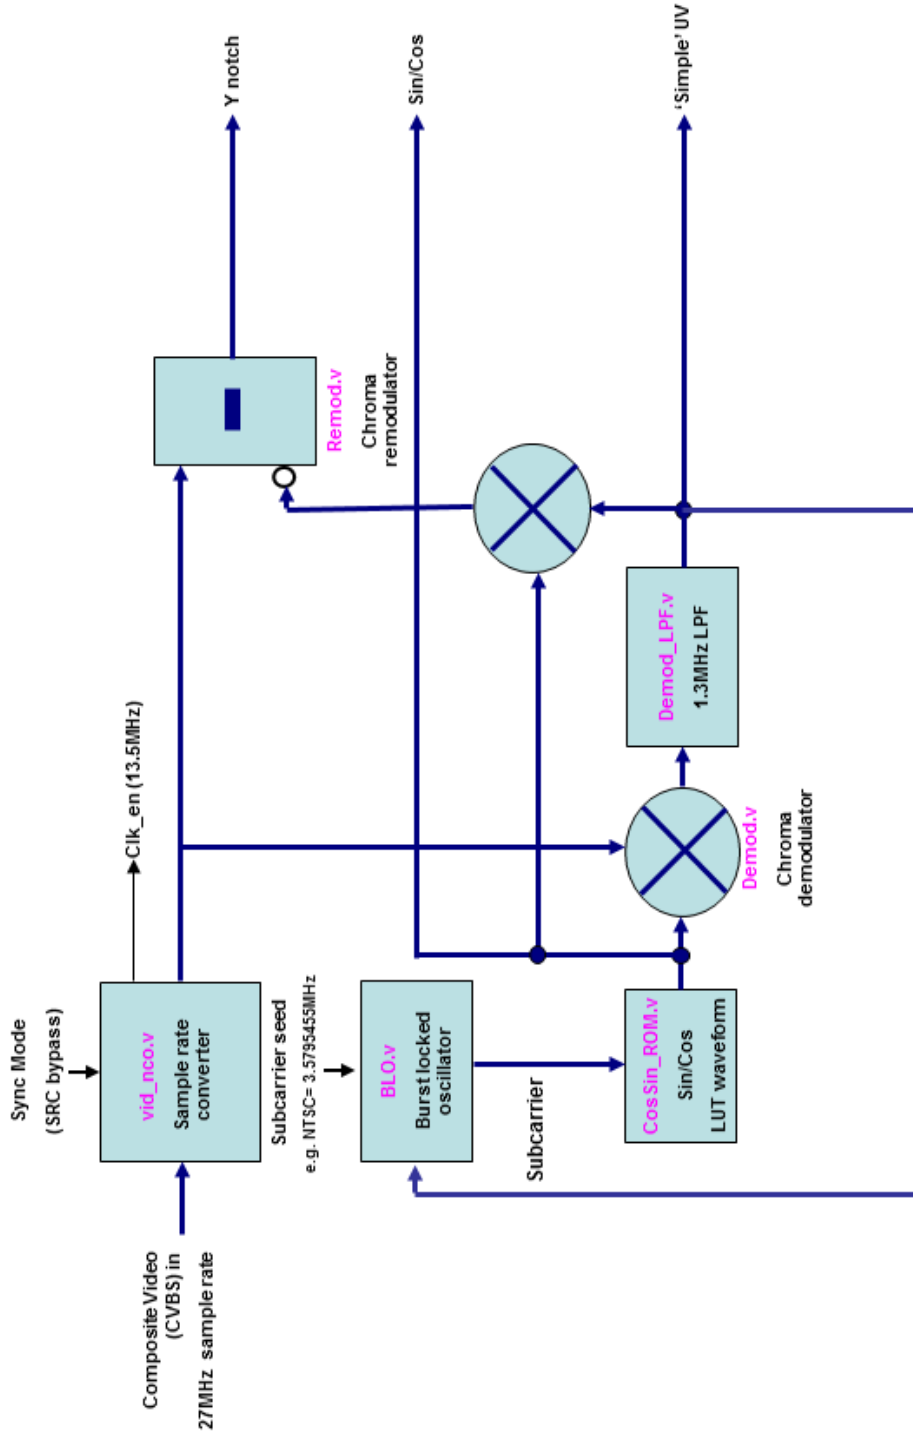 Composite Video
(CVBS) in
27MHz sample rate
Sync Mode
(SRC bypass)
vid_nco.v
Sample rate
converter
Clk_en (13.5MHz)
Subcarrier seed
e.g. NTSC= 3.5795455MHz
BLO.v
Burst locked
oscillator
Subcarrier
CosSin_ROM.v
Sin/Cos
LUT waveform
Demod.v
Chroma
demodulator
Demod_LPF.v
1.3MHz LPF
Remod.v
Chroma
remodulator
Y notch
Sin/Cos
'Simple' UV